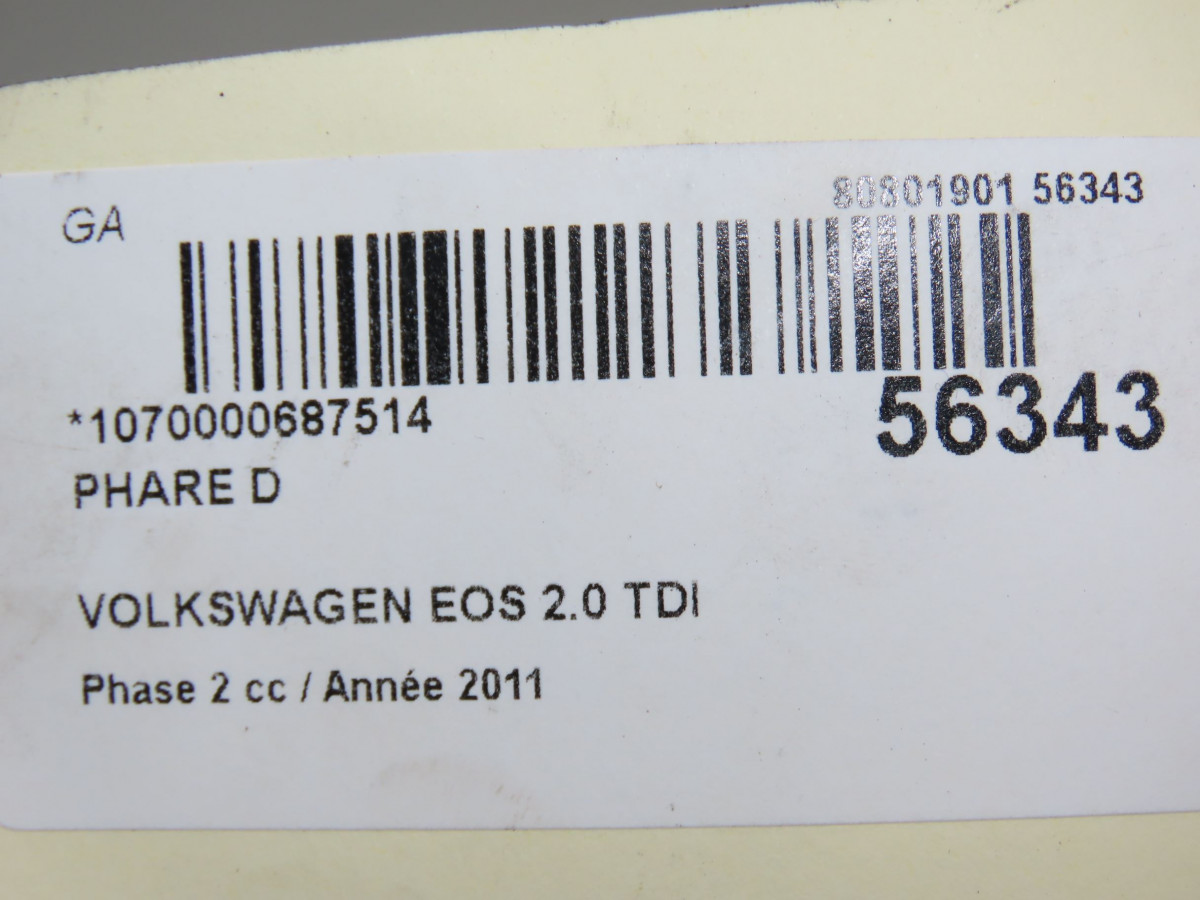 GA
80801901 56343
*1070000687514
56343
PHARE D
VOLKSWAGEN EOS 2.0 TDI
Phase 2 cc / Année 2011